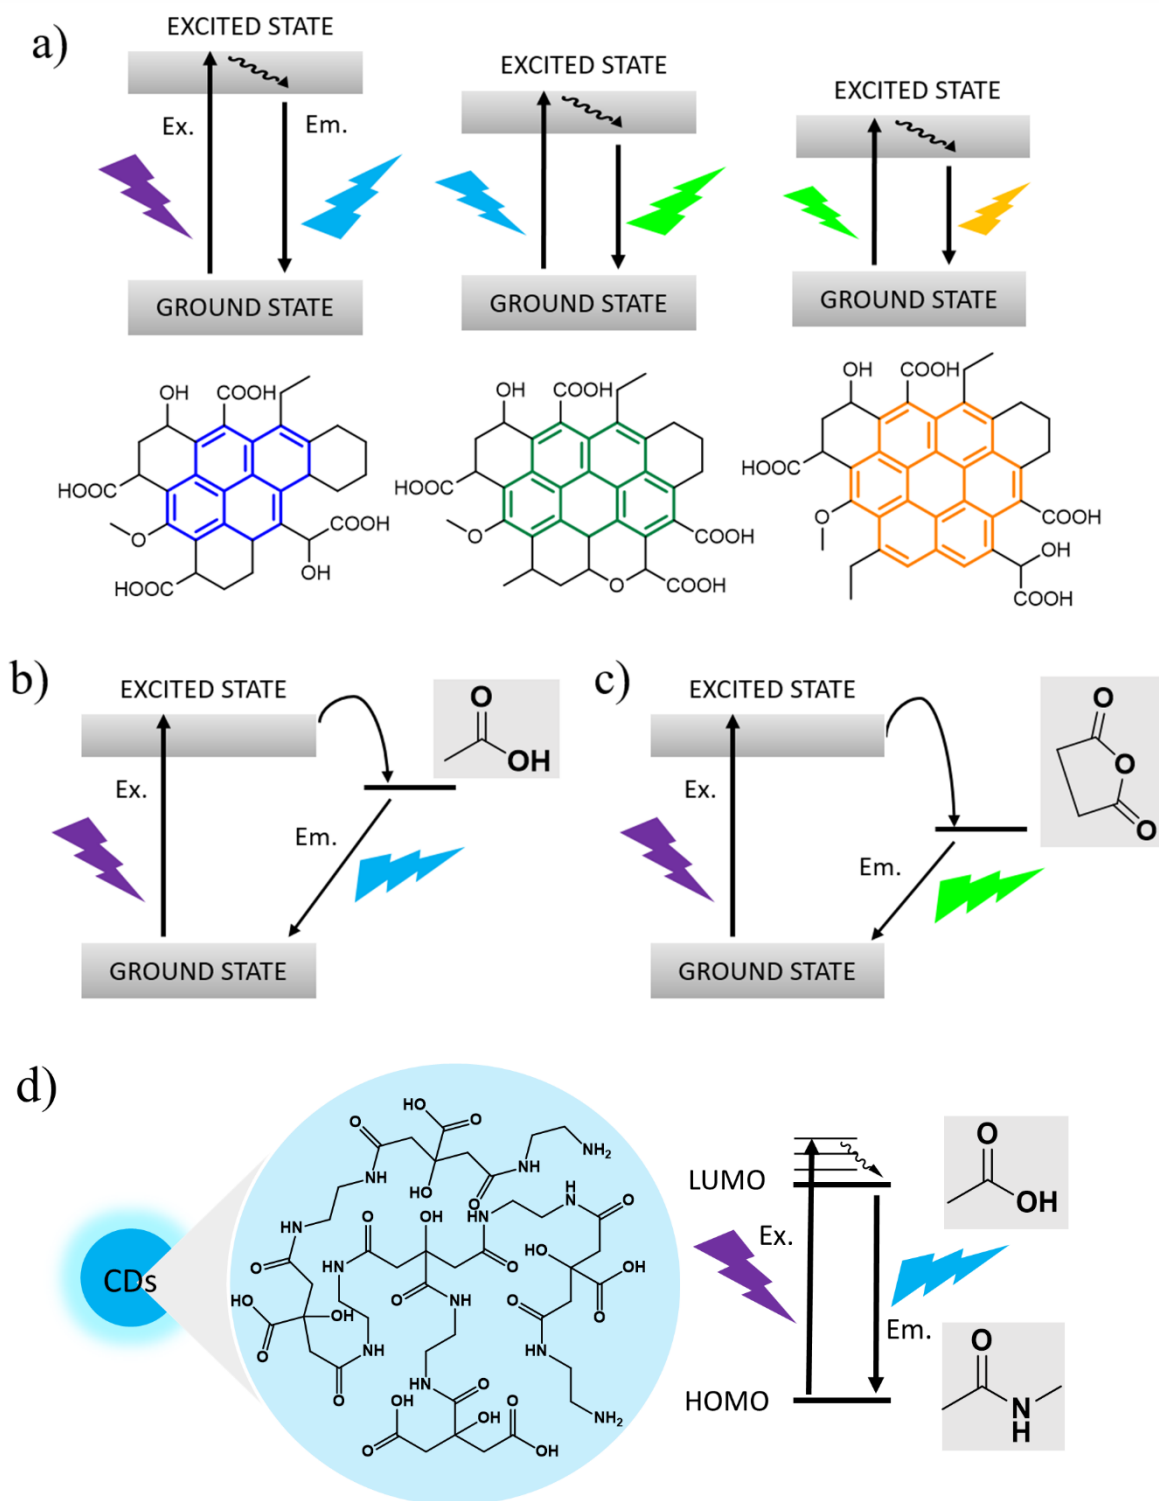 a)
EXCITED STATE
Ex.
Em.
GROUND STATE
EXCITED STATE
GROUND STATE
EXCITED STATE
GROUND STATE
OH
COOH
HOOC
O
HOOC
COOH
OH
OH
COOH
HOOC
O
COOH
O
COOH
OH
COOH
HOOC
O
COOH
OH
COOH
b)
EXCITED STATE
Ex.
Em.
GROUND STATE
O
OH
c)
EXCITED STATE
Ex.
Em.
GROUND STATE
O
O
O
d)
CDs
HO
O
O
NH
HO
O
NH
NH2
HN
O
O
OH
HN
O
NH
O
HO
O
OH
O
HO
O
OH
NH
O
NH
O
O
HN
NH2
O
NH
O
OH
O
OH
O
OH
LUMO
Ex.
Em.
HOMO
O
OH
O
N
H